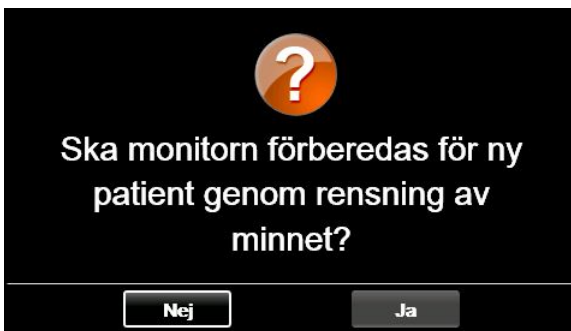 ?
Ska monitorn förberedas för ny
patient genom rensning av
minnet?
Nej
Ja